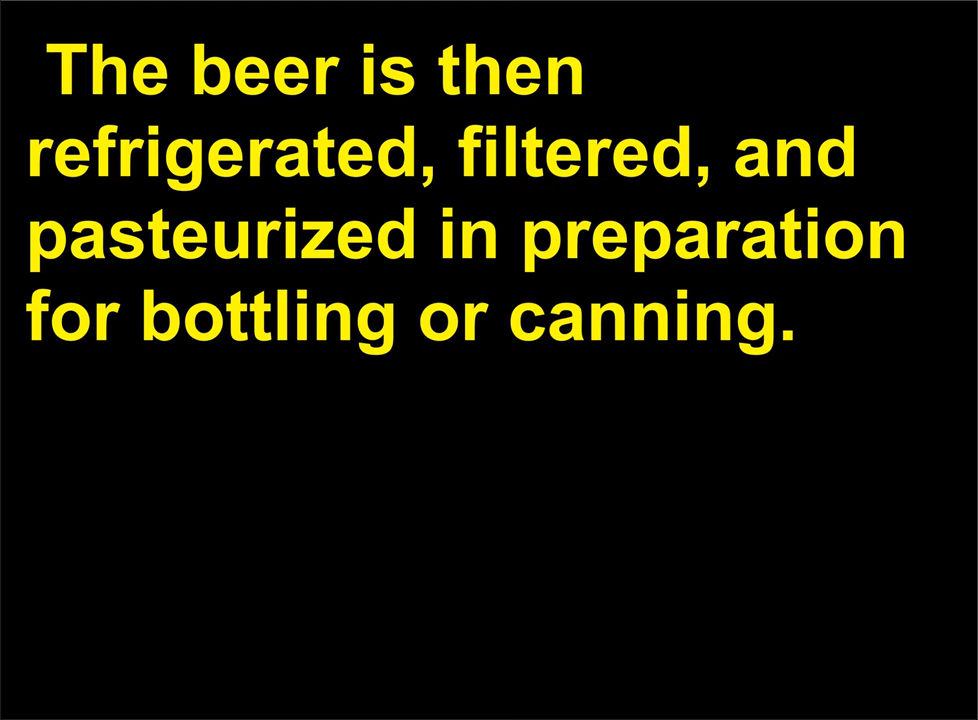 The beer is then
refrigerated, filtered, and
pasteurized in preparation
for bottling or canning.